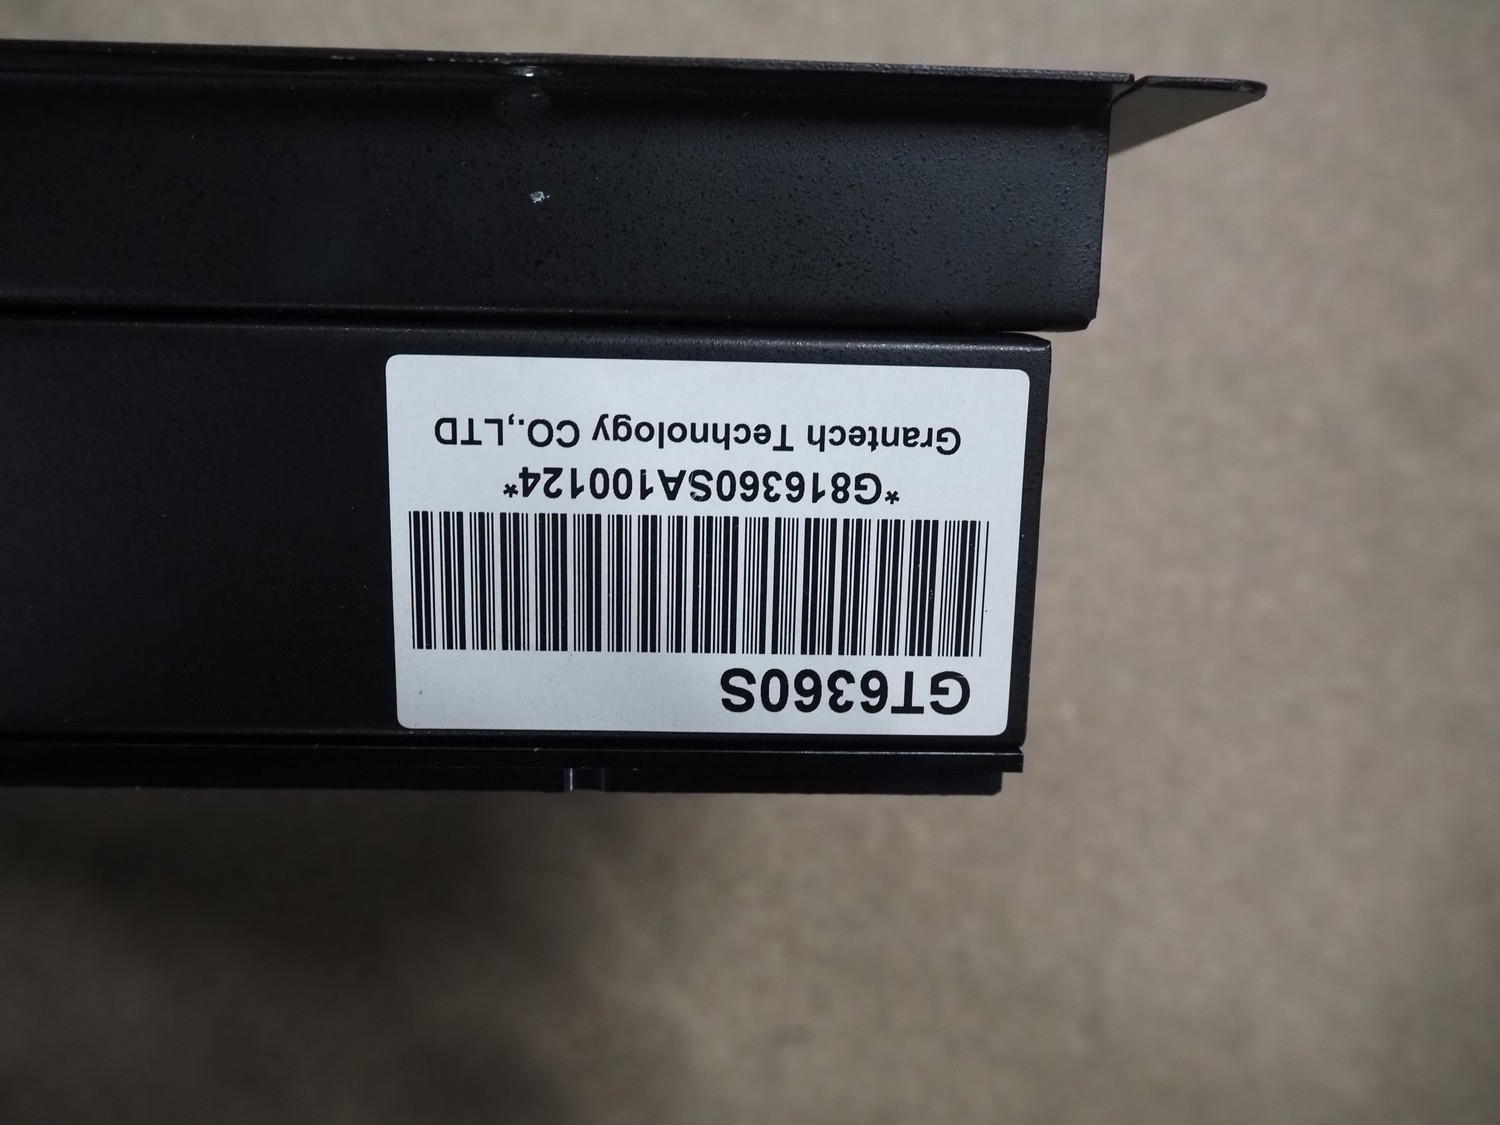 GT6360S
*G816360SA100124*
Grantech Technology CO.,LTD